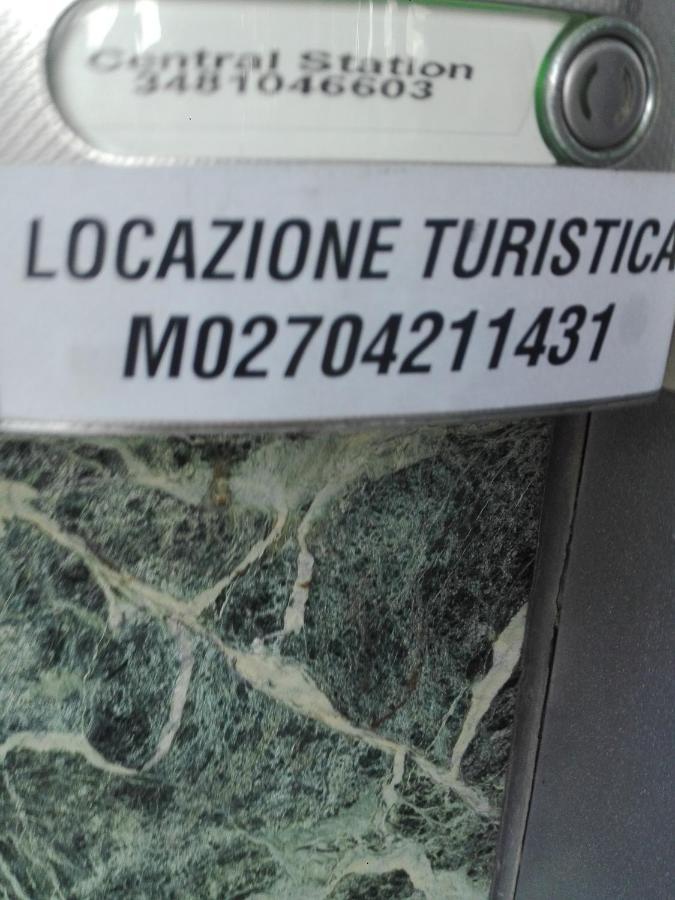 Central Station
3481046603
LOCAZIONE TURISTICA
M02704211431